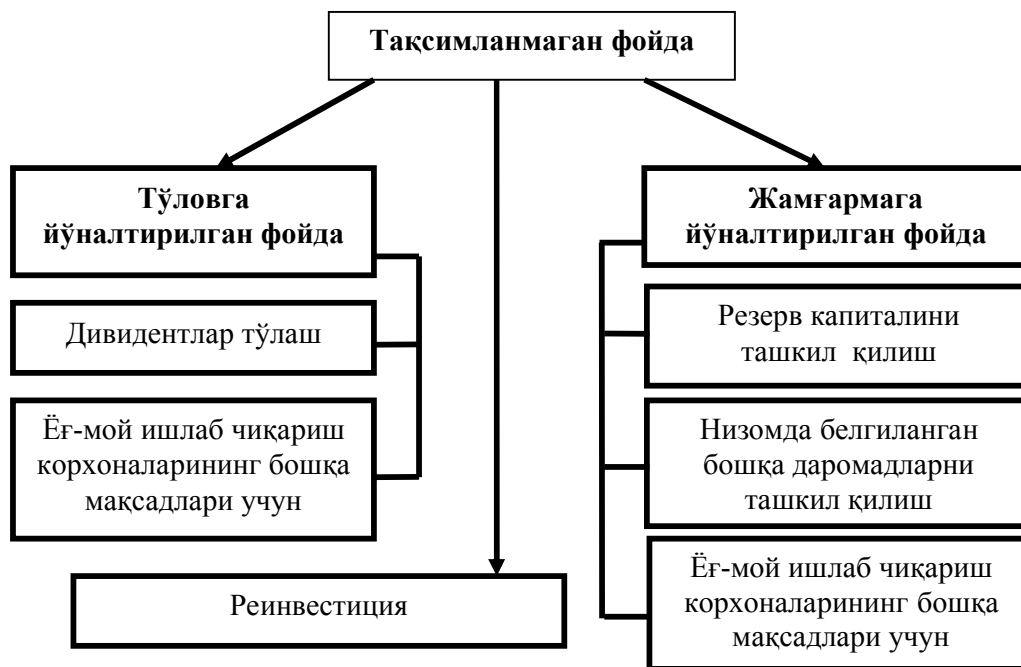 Тақсимланмаган фойда
Тўловга
йўналтирилган фойда
Дивидентлар тўлаш
Ёғ-мой ишлаб чиқариш
корхоналарининг бошқа
мақсадлари учун
Реинвестиция
Жамғармага
йўналтирилган фойда
Резерв капиталини
ташкил қилиш
Низомда белгиланган
бошқа даромадларни
ташкил қилиш
Ёғ-мой ишлаб чиқариш
корхоналарининг бошқа
мақсадлари учун